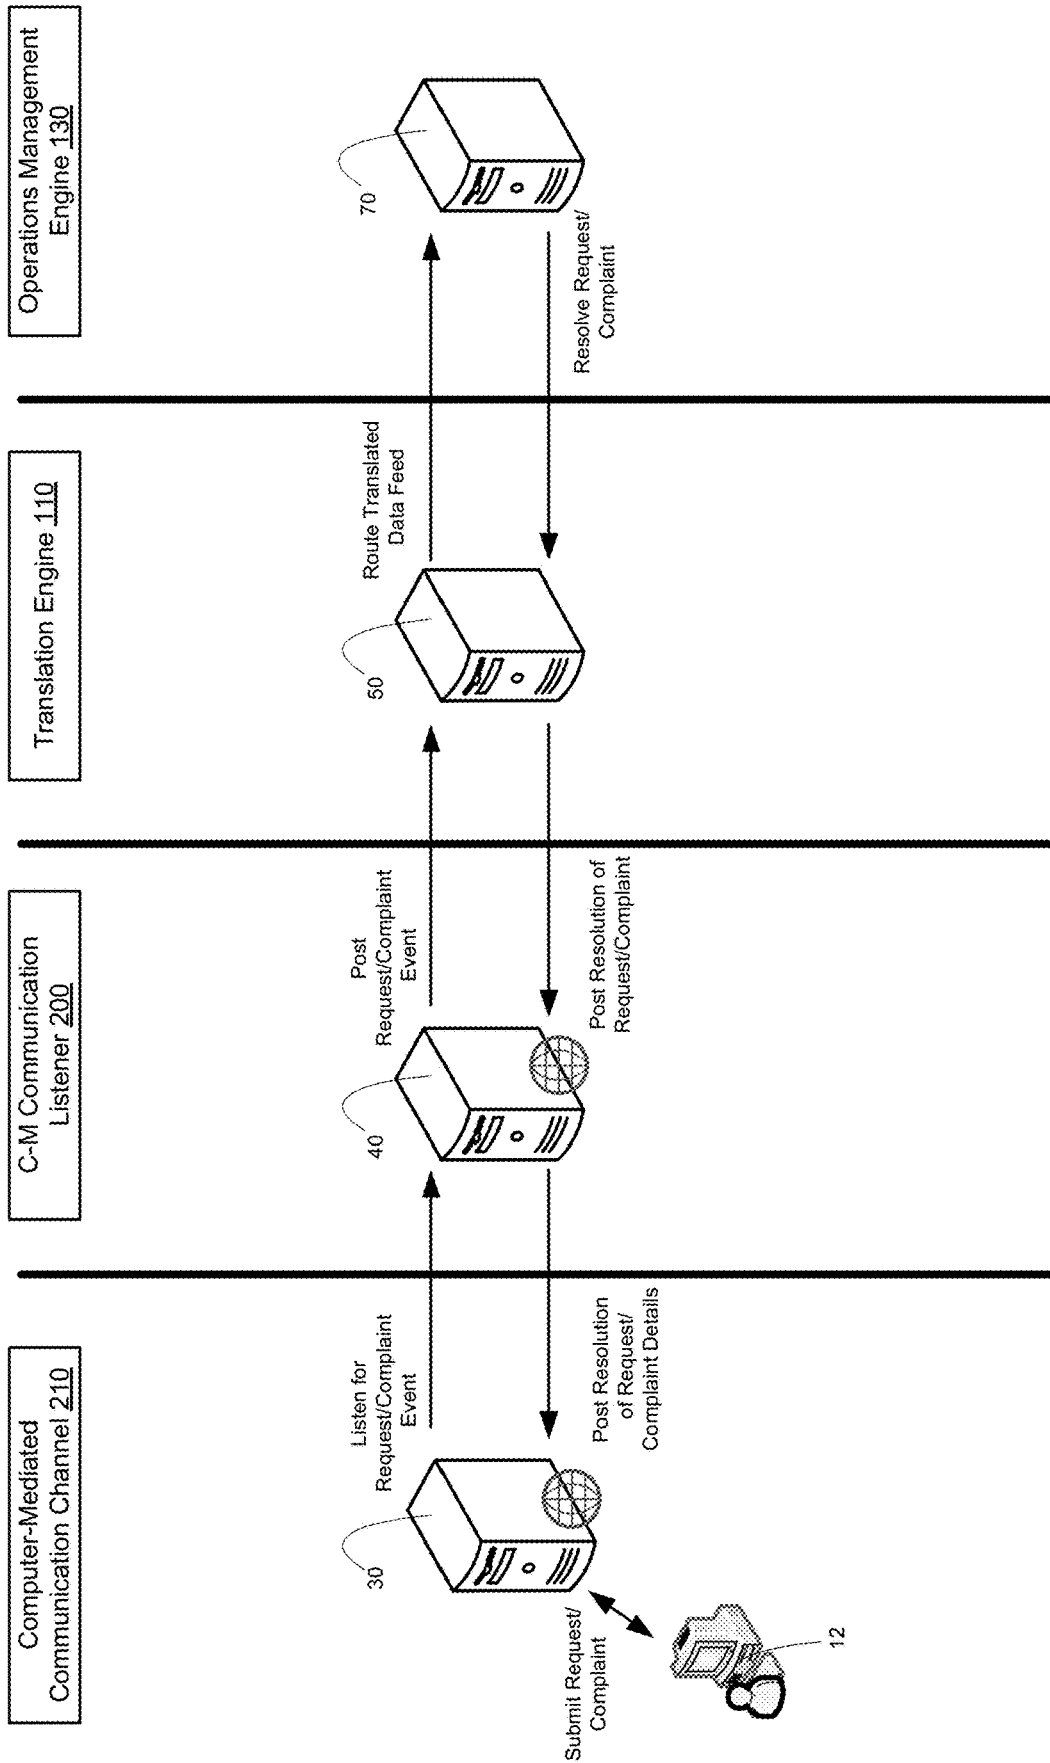 Computer-Mediated
Communication Channel 210
C-M Communication
Listener 200
Translation Engine 110
Operations Management
Engine 130
30
Listen for
Request/Complaint
Event
40
Post
Request/Complaint
Event
50
Route Translated
Data Feed
70
Submit Request/
Complaint
12
Post Resolution
of Request/
Complaint Details
Post Resolution of
Request/Complaint
Resolve Request/
Complaint